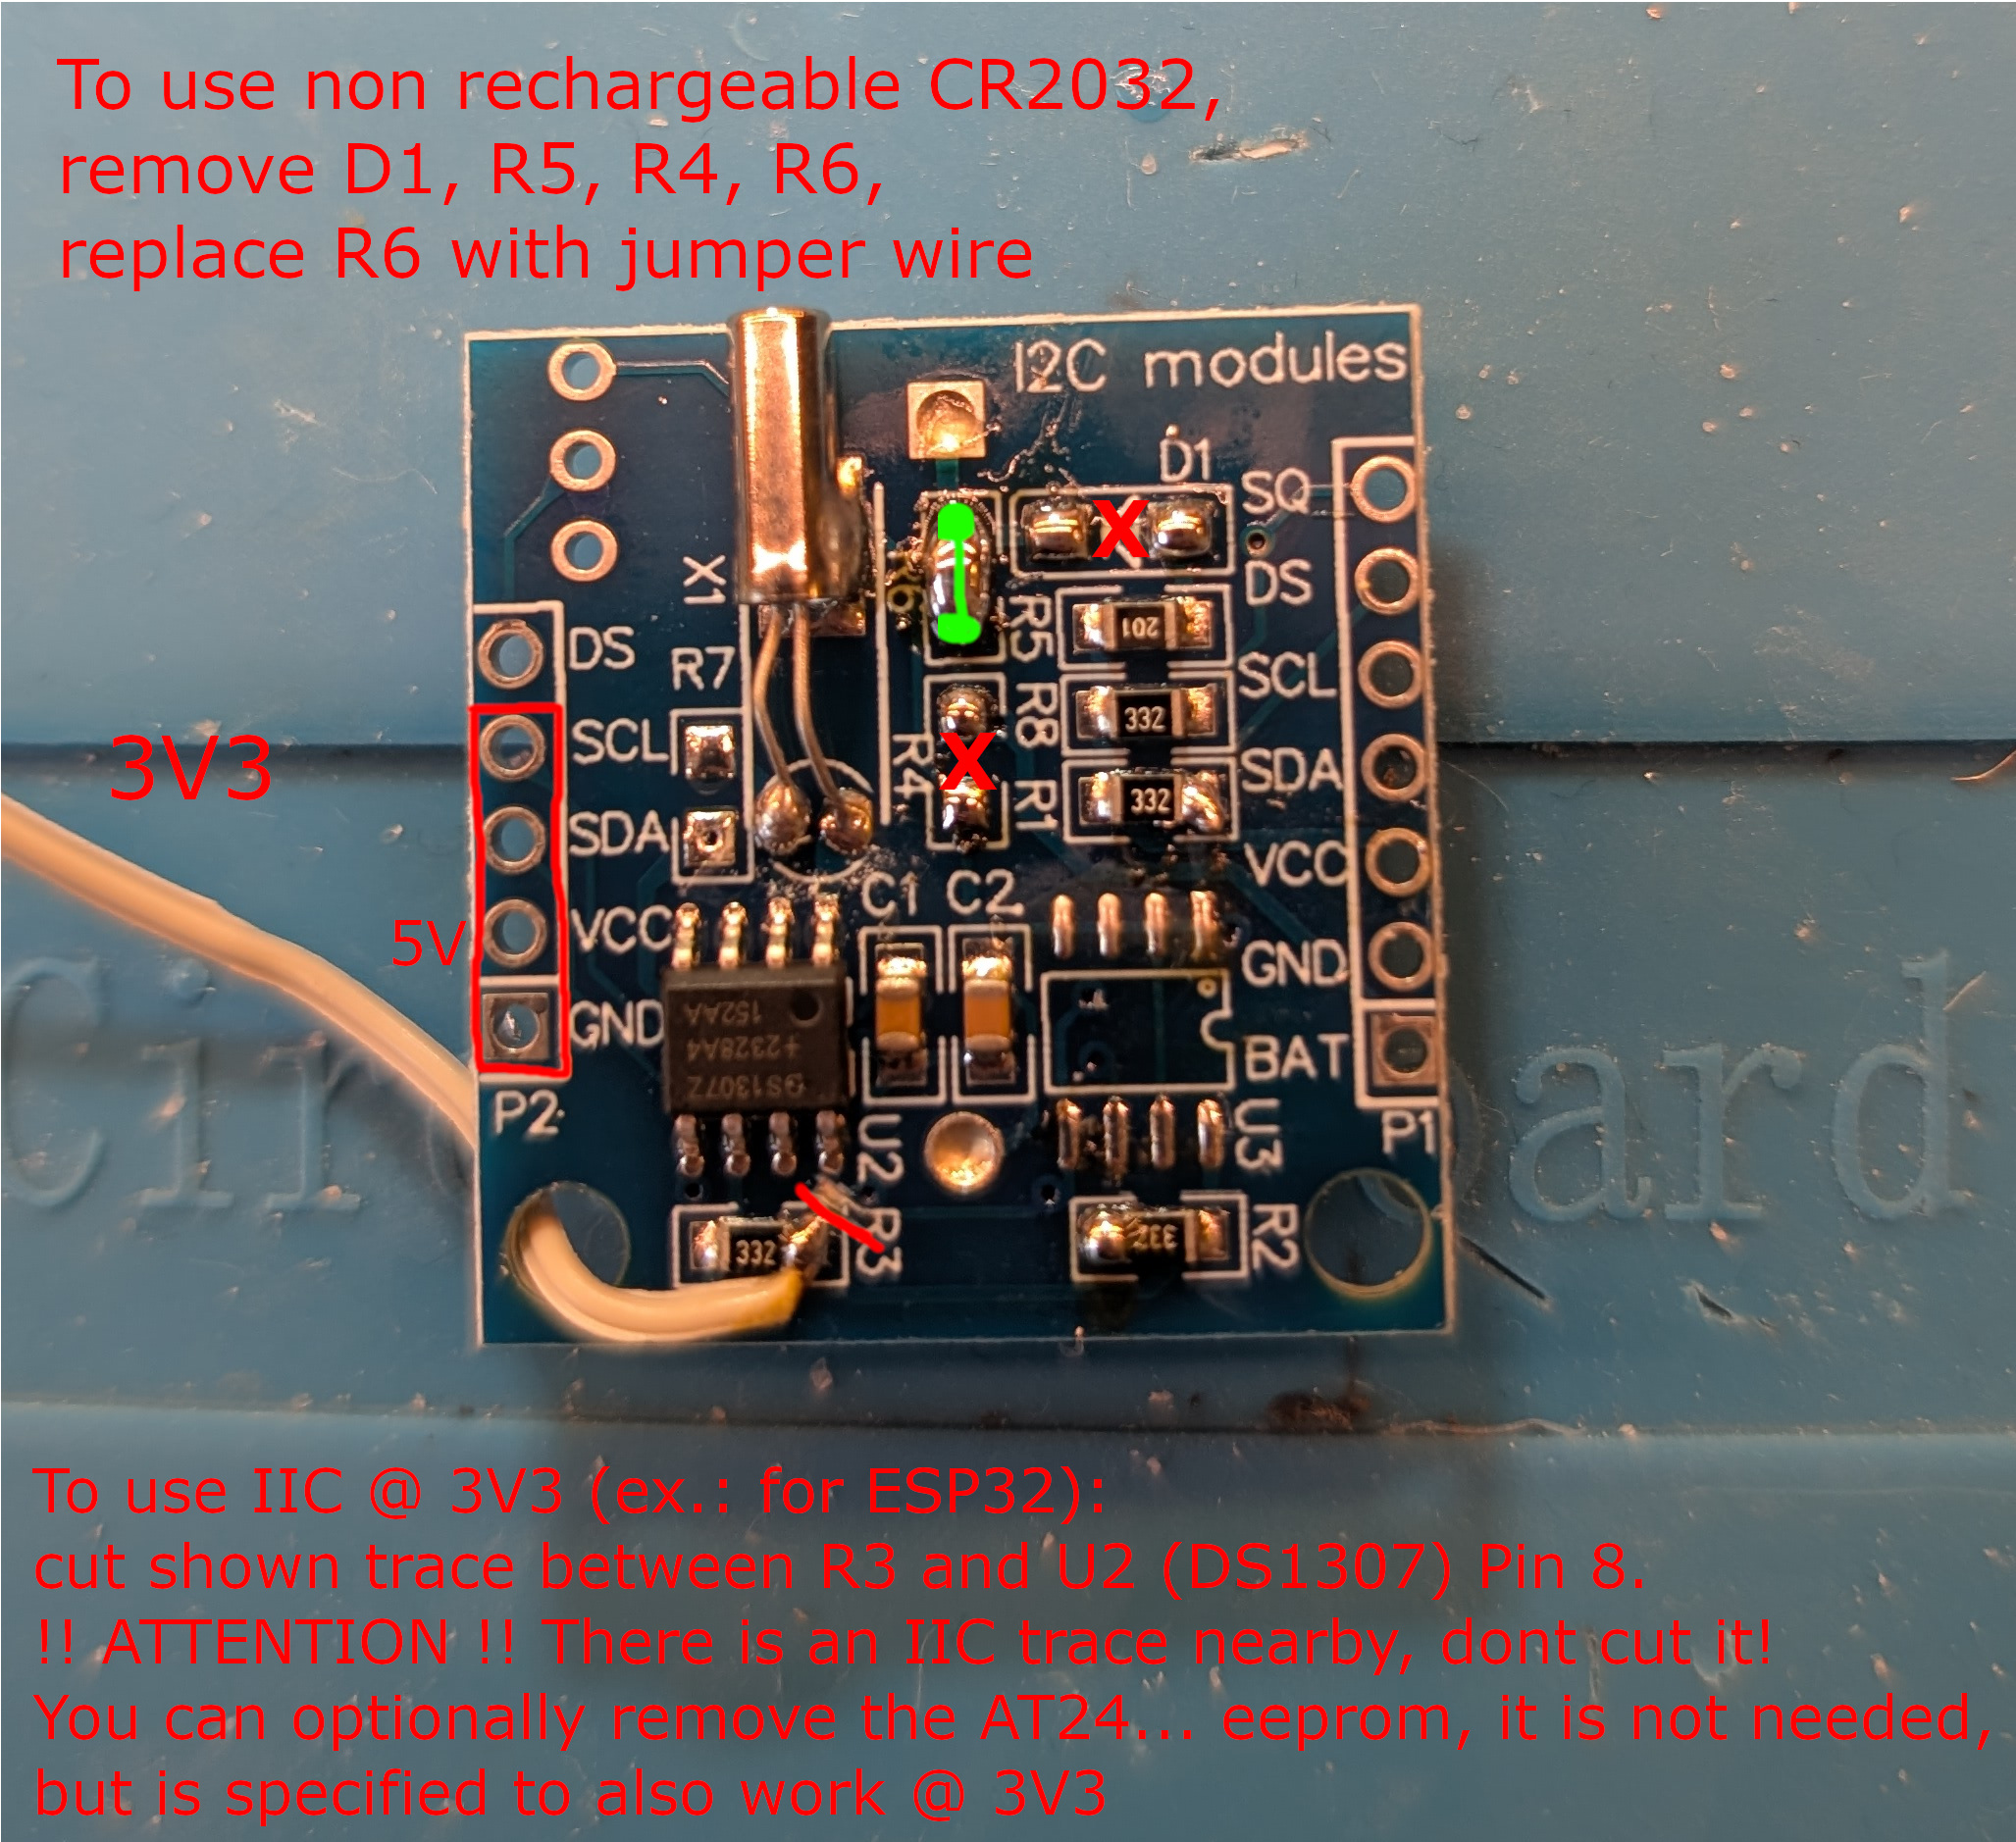 To use non rechargeable CR2032,
remove D1, R5, R4, R6,
replace R6 with jumper wire
I2C modules
D1
X
SQ
DS
X1
R6
R5
201
DS
R7
SCL
3V3
SCL
R8
332
R4
X
SDA
SDA
R1
332
VCC
C1
C2
5V
VCC
GND
GND
DS1307Z
+2328A4
152AA
BAT
P2
U2
U3
P1
332
R3
332
R2
Circ
ard
To use IIC @ 3V3 (ex.: for ESP32):
cut shown trace between R3 and U2 (DS1307) Pin 8.
!! ATTENTION !! There is an IIC trace nearby, dont cut it!
You can optionally remove the AT24... eeprom, it is not needed,
but is specified to also work @ 3V3